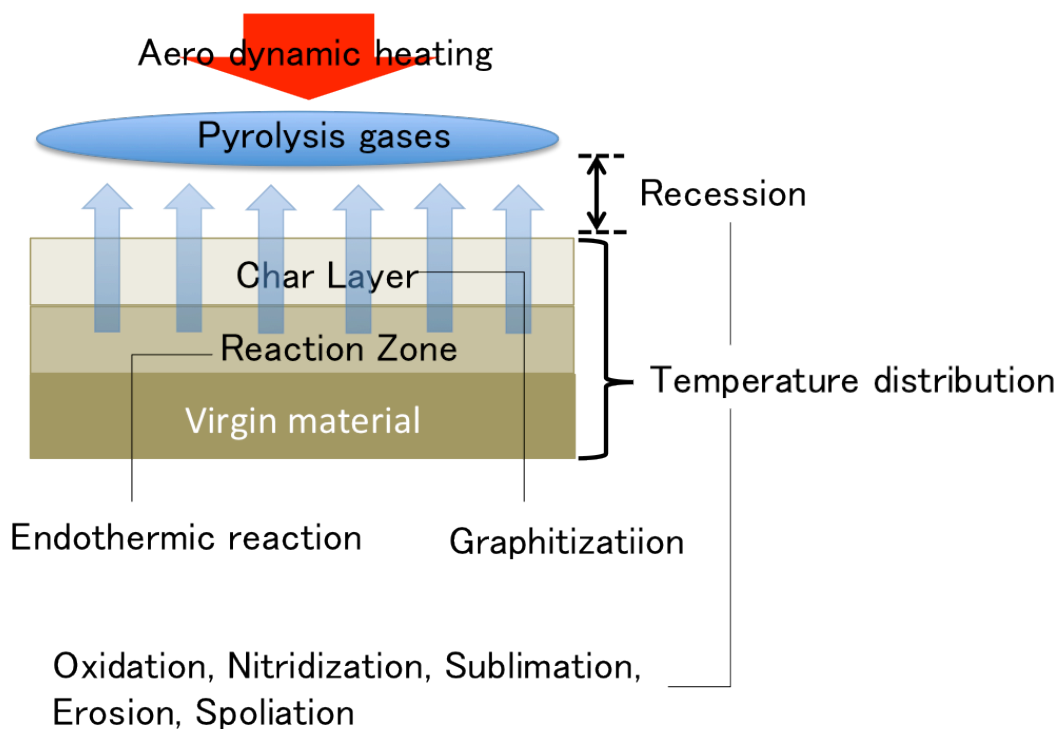 Aero dynamic heating
Pyrolysis gases
Recession
Char Layer
Reaction Zone
Temperature distribution
Virgin material
Endothermic reaction
Graphitizatiion
Oxidation, Nitridization, Sublimation,
Erosion, Spoliation